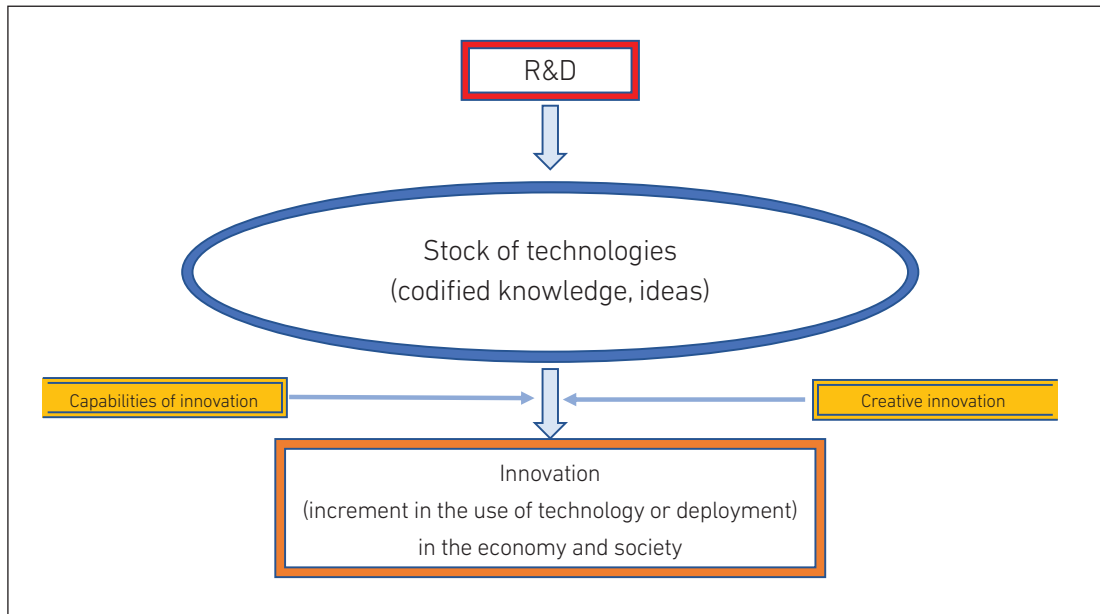 R&D
Stock of technologies
(codified knowledge, ideas)
Capabilities of innovation
Creative innovation
Innovation
(increment in the use of technology or deployment)
in the economy and society